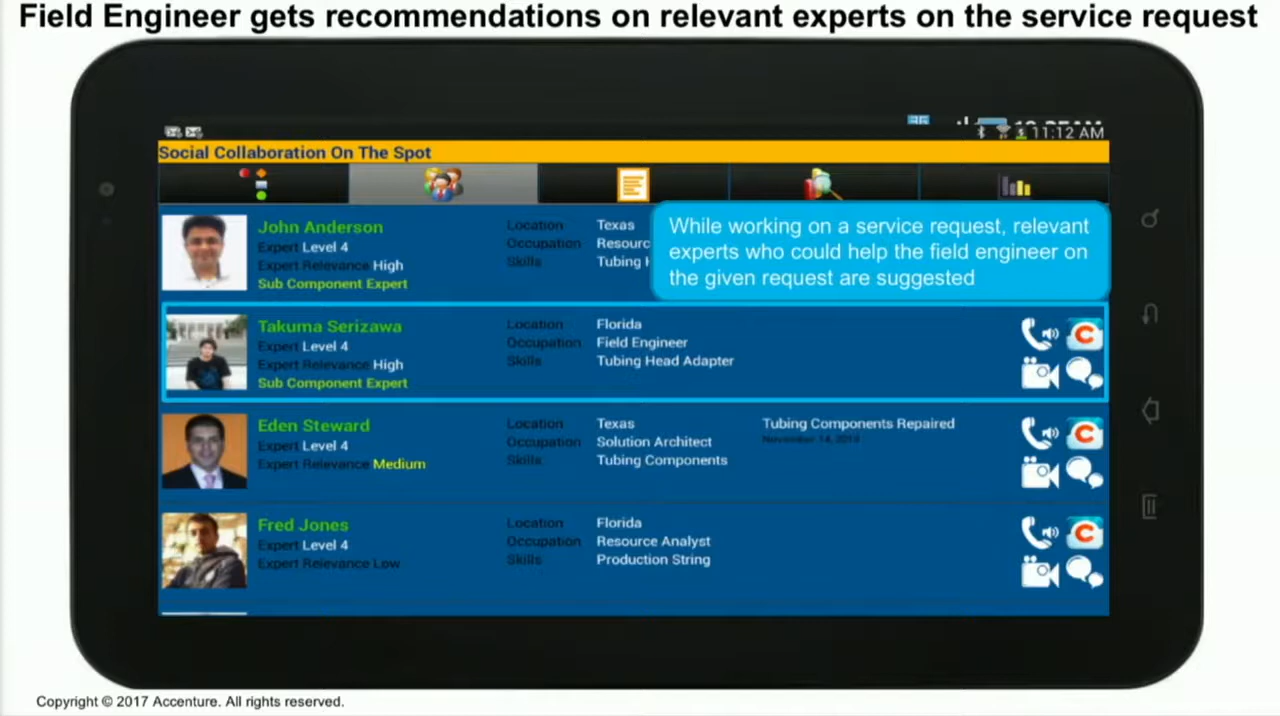 Field Engineer gets recommendations on relevant experts on the service request
11:12 AM
Social Collaboration On The Spot
John Anderson
Expert Level 4
Expert Relevance High
Sub Component Expert
Location Texas
Occupation Resourc
Skills Tubing
While working on a service request, relevant
experts who could help the field engineer on
the given request are suggested
Takuma Serizawa
Expert Level 4
Expert Relevance High
Sub Component Expert
Location Florida
Occupation Field Engineer
Skills Tubing Head Adapter
Eden Steward
Expert Level 4
Expert Relevance Medium
Location Texas
Occupation Solution Architect
Skills Tubing Components
Tubing Components Repaired
Fred Jones
Expert Level 4
Expert Relevance Low
Location Florida
Occupation Resource Analyst
Skills Production String
Copyright © 2017 Accenture. All rights reserved.